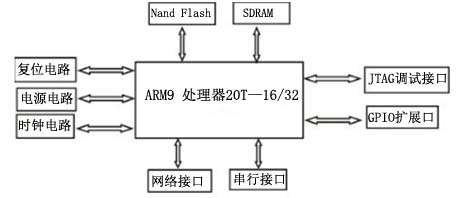 Nand Flash
SDRAM
复位电路
电源电路
时钟电路
ARM9 处理器20T—16/32
JTAG调试接口
GPIO扩展口
网络接口
串行接口